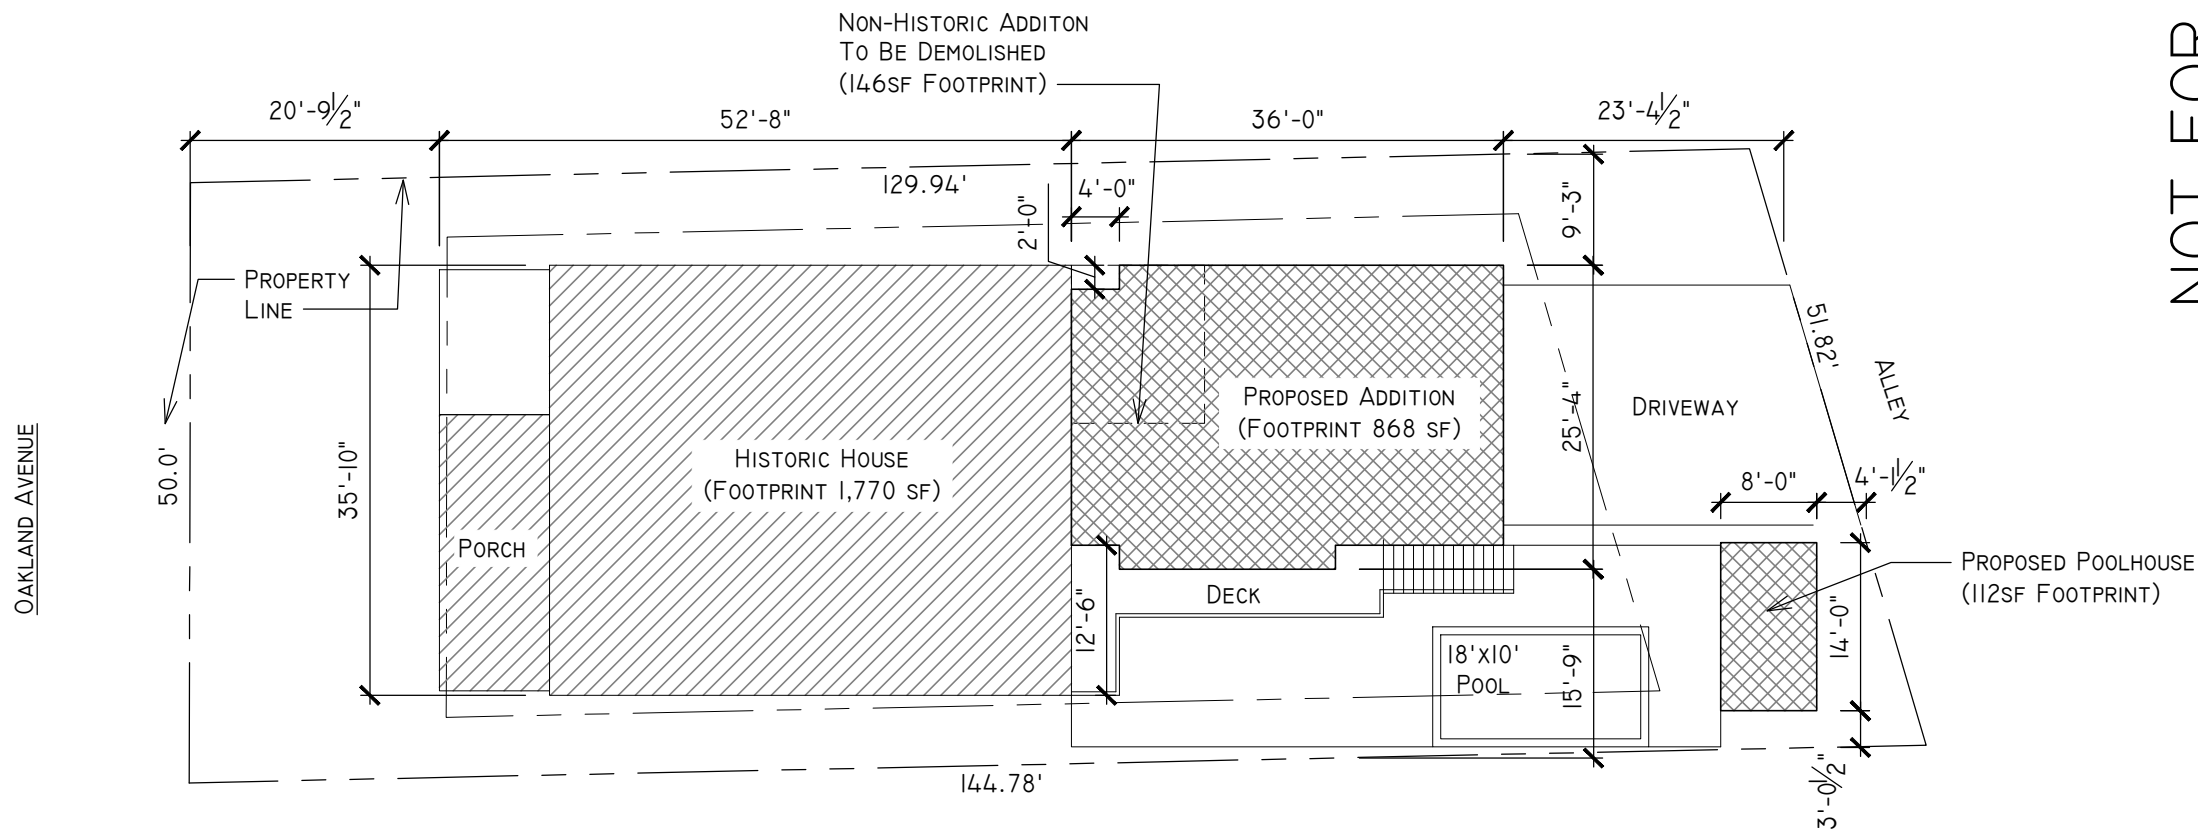 NON-HISTORIC ADDITON
TO BE DEMOLISHED
(146SF FOOTPRINT)
NOT FOR
20'-9½"
52'-8"
36'-0"
23'-4½"
129.94'
4'-0"
2'-0"
9'-3"
PROPERTY
LINE
51.82'
ALLEY
PROPOSED ADDITION
(FOOTPRINT 868 SF)
25'-4"
DRIVEWAY
OAKLAND AVENUE
50.0'
35'-10"
HISTORIC HOUSE
(FOOTPRINT 1,770 SF)
8'-0"
4'-1½"
PORCH
PROPOSED POOLHOUSE
(112SF FOOTPRINT)
DECK
12'-6"
14'-0"
18'X10'
POOL
15'-9"
144.78'
3'-0½"